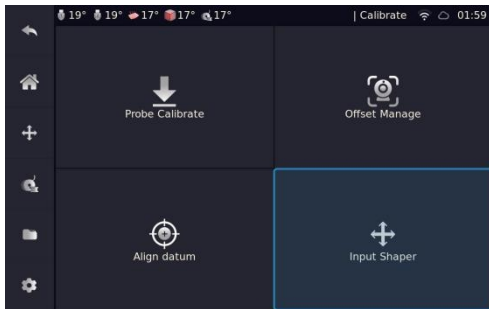 19° 19° 17° 17° 17° | Calibrate 01:59
Probe Calibrate
Offset Manage
Align datum
Input Shaper